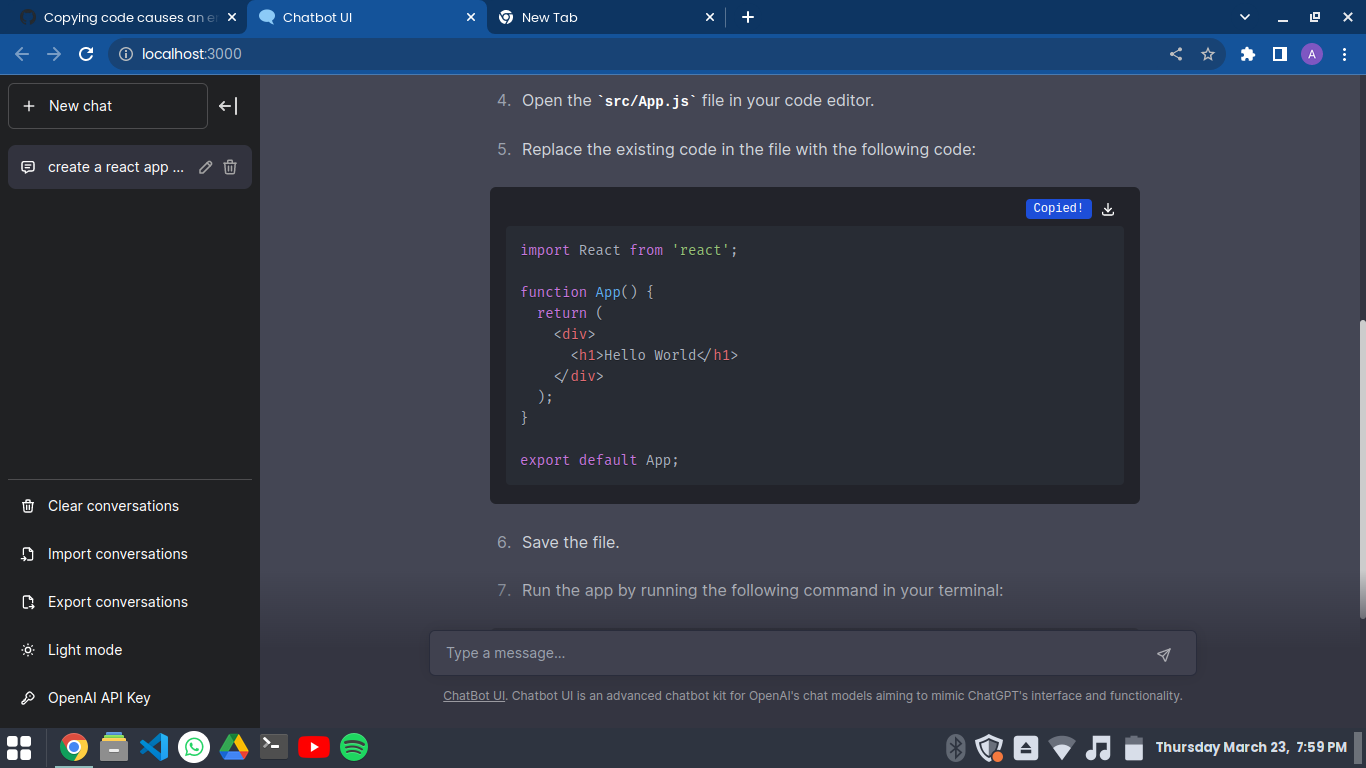 Copying code causes an er
Chatbot UI
New Tab
localhost:3000
A
New chat
create a react app ...
Clear conversations
Import conversations
Export conversations
Light mode
OpenAI API Key
4. Open the `src/App.js` file in your code editor.
5. Replace the existing code in the file with the following code:
Copied!
import React from 'react';
function App() {
return (
<div>
<h1>Hello World</h1>
</div>
);
}
export default App;
6. Save the file.
7. Run the app by running the following command in your terminal:
Type a message...
ChatBot UI. Chatbot UI is an advanced chatbot kit for OpenAI's chat models aiming to mimic ChatGPT's interface and functionality.
Thursday March 23, 7:59 PM